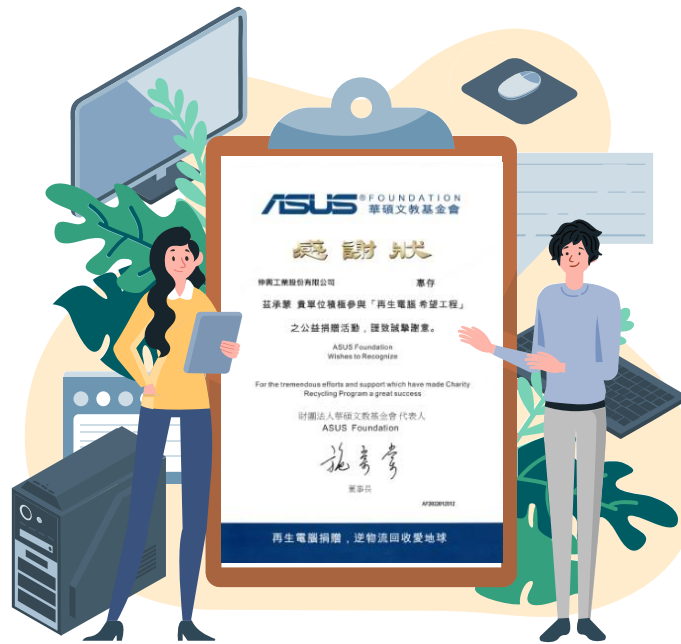 ASUS® FOUNDATION
華碩文教基金會
感謝狀
帥興工業股份有限公司 惠存
茲承蒙 貴單位積極參與「再生電腦 希望工程」
之公益捐贈活動，謹致誠摯謝意。
ASUS Foundation
Wishes to Recognize
For the tremendous efforts and support which have made Charity
Recycling Program a great success
財團法人華碩文教基金會 代表人
ASUS Foundation
施崇棠
董事長
AF2022012512
再生電腦捐贈，逆物流回收愛地球